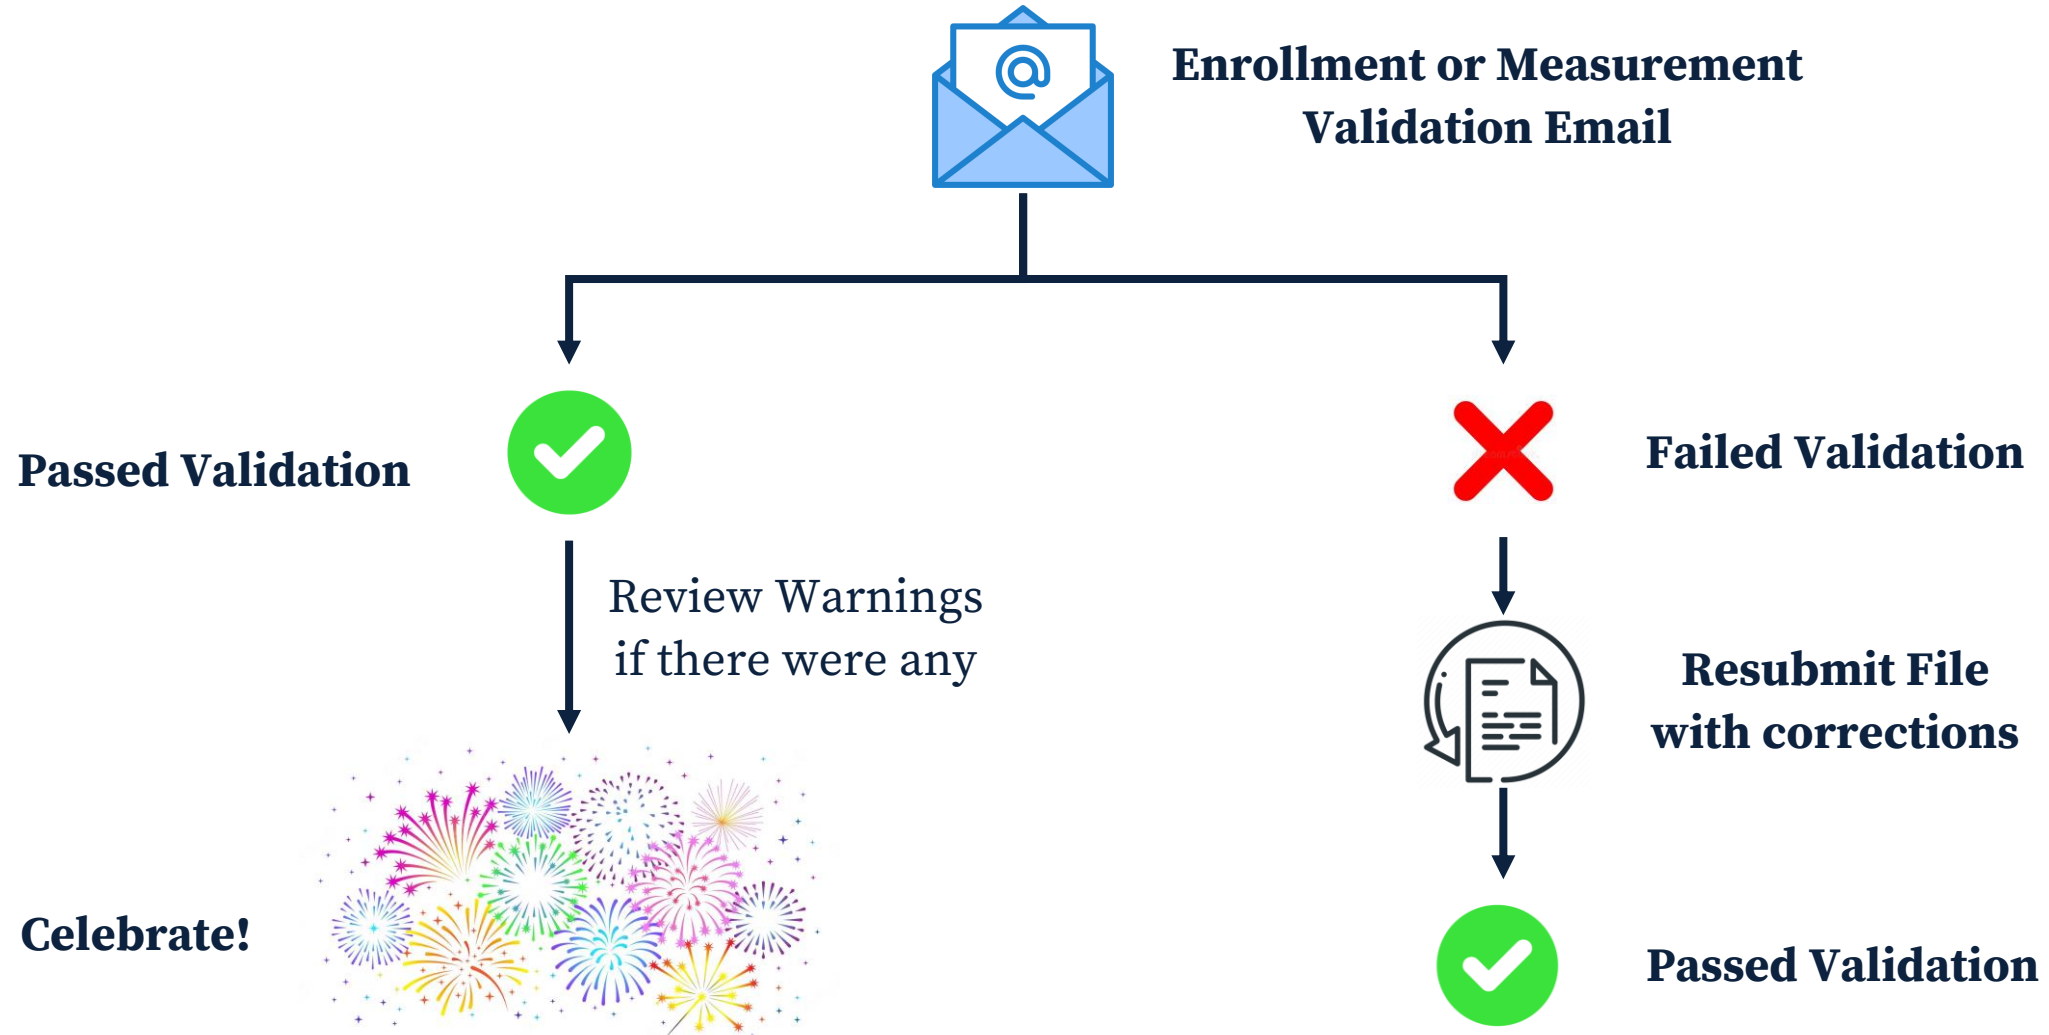 Enrollment or Measurement
Validation Email
Passed Validation
Failed Validation
Review Warnings
if there were any
Resubmit File
with corrections
Celebrate!
Passed Validation